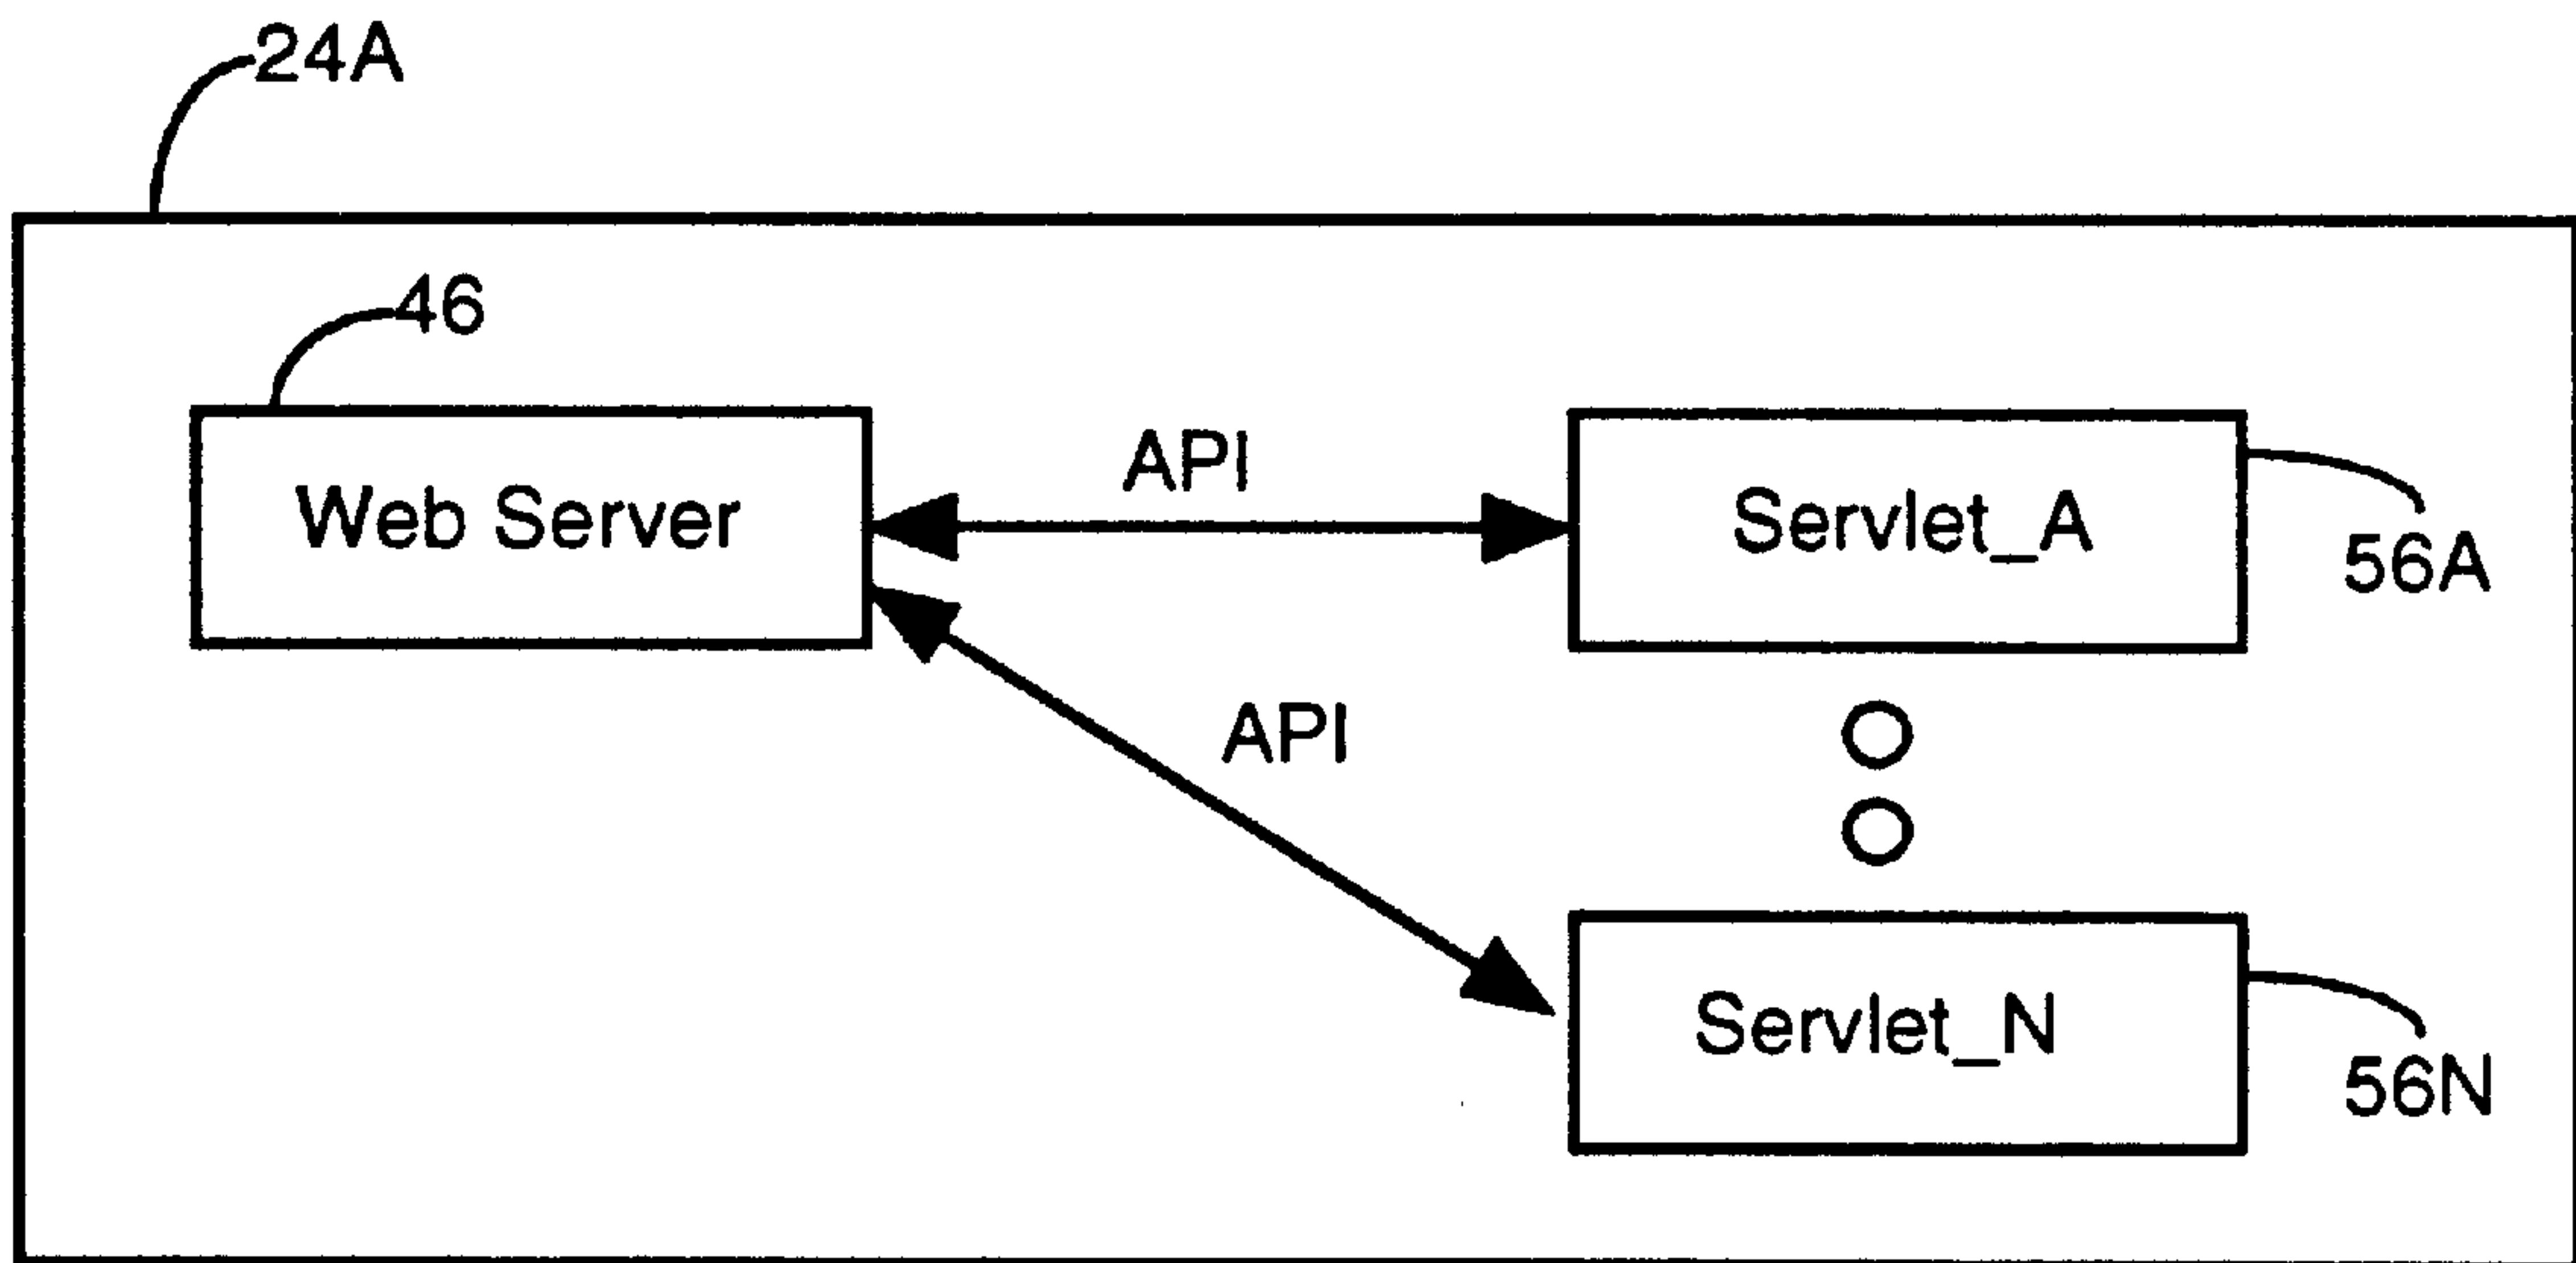 24A
46
Web Server
API
Servlet_A
56A
API
Servlet_N
56N